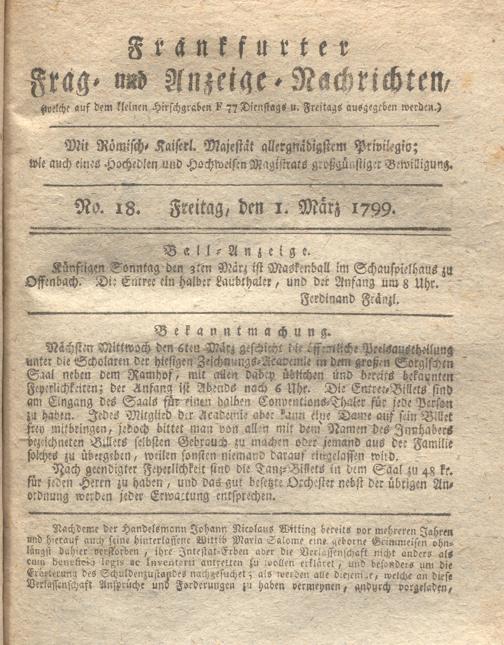 Frankfurter
Frag- und Anzeige-Nachrichten,
(welche auf dem kleinen Hirschgraben F 77 Dienstags u. Freitags ausgegeben werden.)
Mit Römisch-Kaiserl. Majestät allergnädigstem Privilegio;
wie auch eines Hochedlen und Hochweisen Magistrats großgünstiger Bewilligung.
No. 18. Freitag, den 1. März 1799.
Ball-Anzeige.
Künftigen Sonntag den 3ten März ist Maskenball im Schauspielhaus zu
Offenbach. Die Entree ein halber Laubthaler, und der Anfang um 8 Uhr.
Ferdinand Fränzl.
Bekanntmachung.
Nächsten Mittwoch den 6ten März geschieht die öffentliche Preisaustheilung
unter die Scholaren der hiesigen Zeichnungs-Academie in dem großen Sorgischen
Saal neben dem Ramhof, mit allen dabey üblichen und bereits bekannten
Feyerlichkeiten; der Anfang ist Abends nach 6 Uhr. Die Entree-Billets sind
am Eingang des Saals für einen halben Conventions-Thaler für jede Person
zu haben. Jedes Mitglied der Academie aber kann eine Dame auf sein Billet
frey mitbringen, jedoch bittet man von allen mit dem Namen des Innhabers
bezeichneten Billets selbsten Gebrauch zu machen oder jemand aus der Familie
solches zu übergeben, weilen sonsten niemand darauf eingelassen wird.
Nach geendigter Feyerlichkeit sind die Tanz-Billets in dem Saal zu 48 kr.
für jeden Herrn zu haben, und das gut besetzte Orchester nebst der übrigen An-
ordnung werden jeder Erwartung entsprechen.
Nachdeme der Handelsmann Johann Nicolaus Witting bereits vor mehreren Jahren
und hierauf auch seine hinterlassene Wittib Maria Salome eine geborne Grimmeisen ohn-
längst dahier verstorben, ihre Intestat-Erben aber die Verlassenschaft nicht anders als
cum beneficio legis ac Inventarii antretten zu wollen erkläret, und besonders um die
Erörterung des Schuldenzustandes nachgesuchet; als werden alle diejenige, welche an diese
Verlassenschaft Ansprüche und Forderungen zu haben vermeynen, andurch vorgeladen,